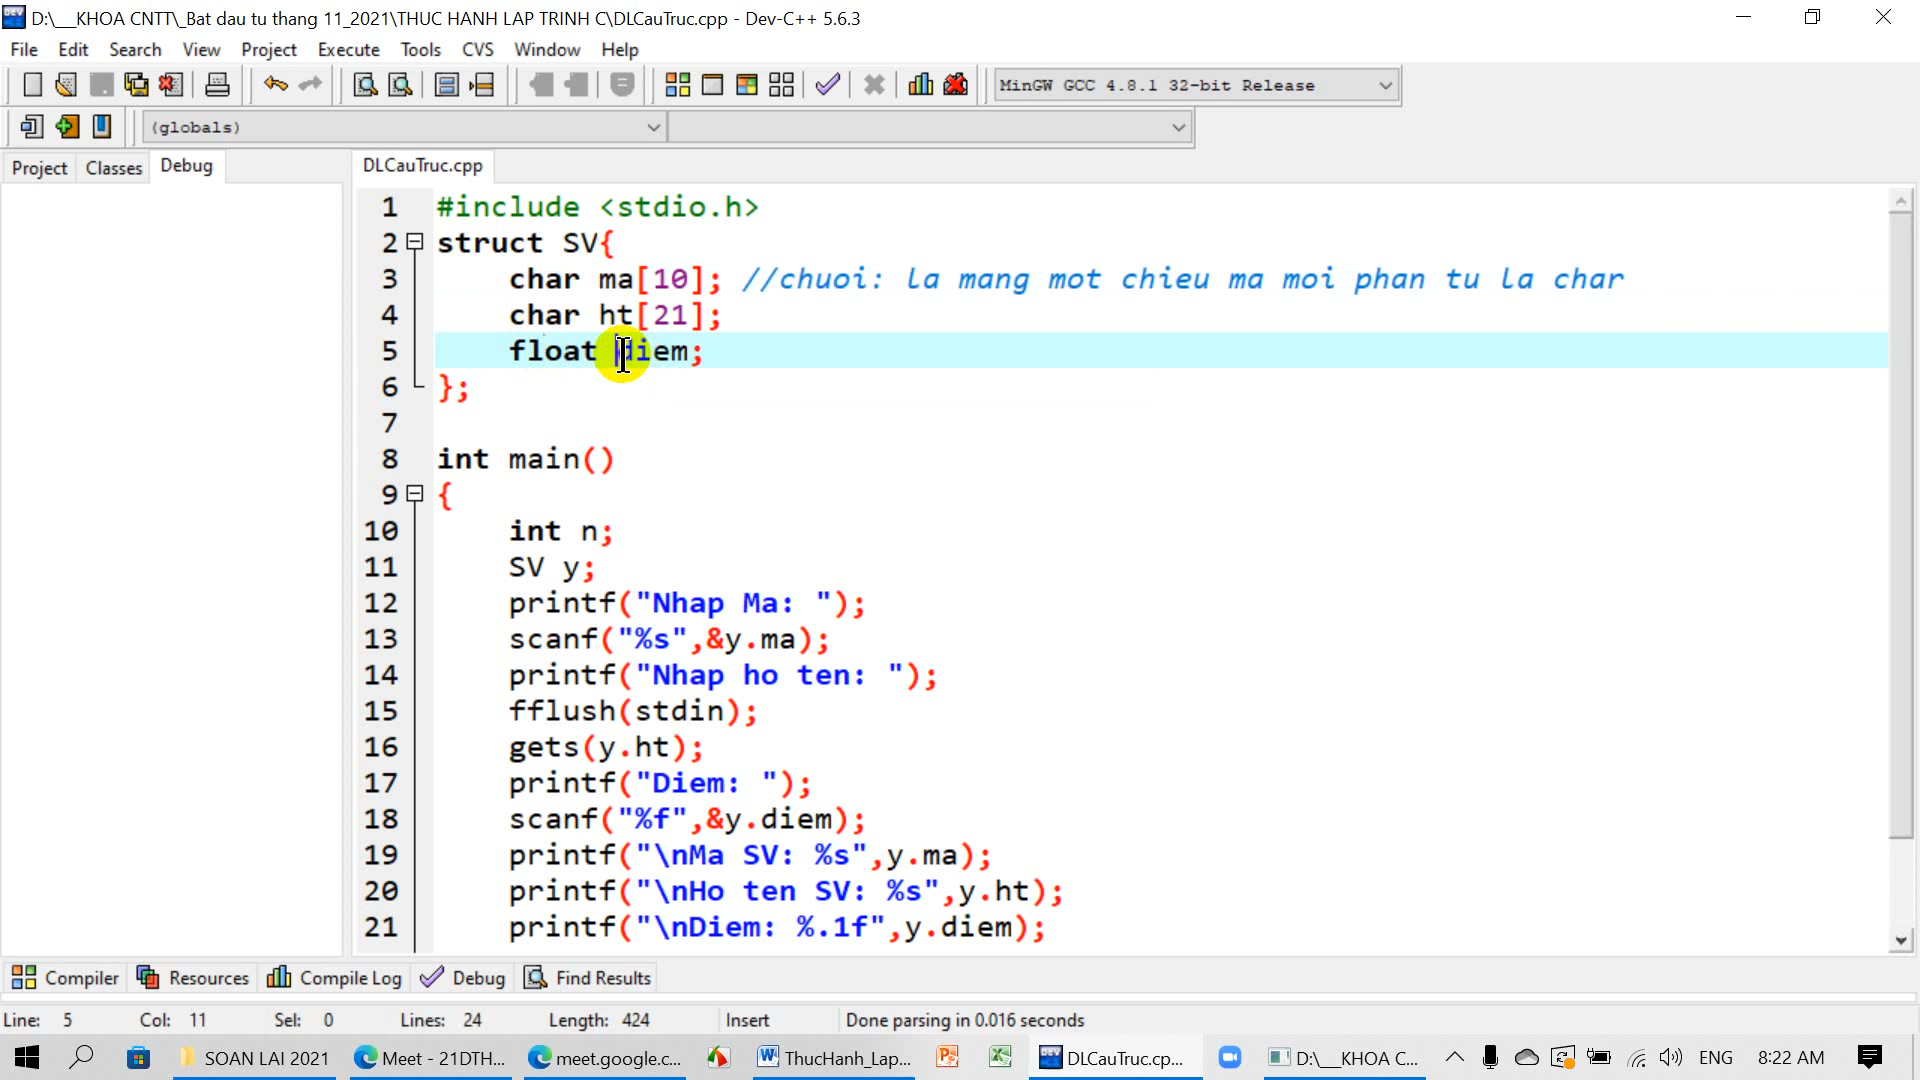 D:\__KHOA CNTT\_Bat dau tu thang 11_2021\THUC HANH LAP TRINH C\DLCauTruc.cpp - Dev-C++ 5.6.3
File Edit Search View Project Execute Tools CVS Window Help
MinGW GCC 4.8.1 32-bit Release
(globals)
Project Classes Debug DLCauTruc.cpp
1 #include <stdio.h>
2 struct SV{
3 char ma[10]; //chuoi: la mang mot chieu ma moi phan tu la char
4 char ht[21];
5 float diem;
6 };
7
8 int main()
9 {
10 int n;
11 SV y;
12 printf("Nhap Ma: ");
13 scanf("%s",&y.ma);
14 printf("Nhap ho ten: ");
15 fflush(stdin);
16 gets(y.ht);
17 printf("Diem: ");
18 scanf("%f",&y.diem);
19 printf("\nMa SV: %s",y.ma);
20 printf("\nHo ten SV: %s",y.ht);
21 printf("\nDiem: %.1f",y.diem);
Compiler Resources Compile Log Debug Find Results
Line: 5 Col: 11 Sel: 0 Lines: 24 Length: 424 Insert Done parsing in 0.016 seconds
SOAN LAI 2021 Meet - 21DTH... meet.google.c... ThucHanh_Lap... DLCauTruc.cp... D:\__KHOA C... ENG 8:22 AM